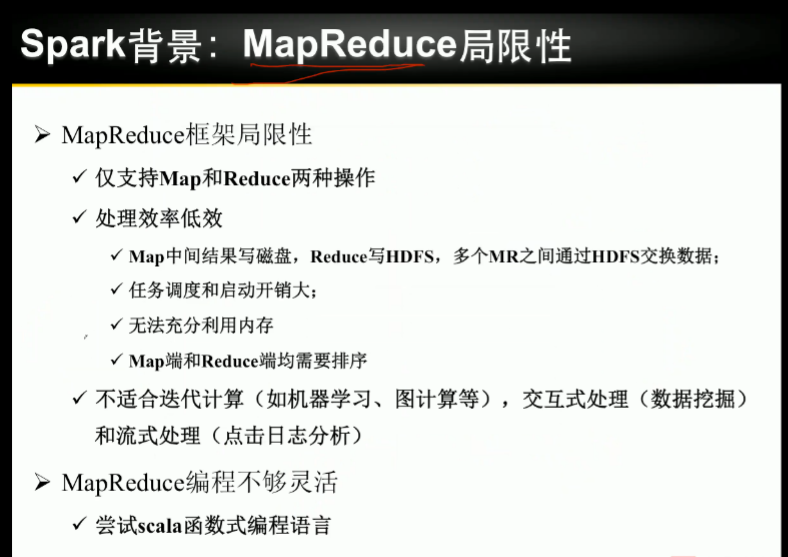 Spark背景：MapReduce局限性
➢ MapReduce框架局限性
✓ 仅支持Map和Reduce两种操作
✓ 处理效率低效
✓ Map中间结果写磁盘，Reduce写HDFS，多个MR之间通过HDFS交换数据；
✓ 任务调度和启动开销大；
✓ 无法充分利用内存
✓ Map端和Reduce端均需要排序
✓ 不适合迭代计算（如机器学习、图计算等），交互式处理（数据挖掘）
和流式处理（点击日志分析）
➢ MapReduce编程不够灵活
✓ 尝试scala函数式编程语言